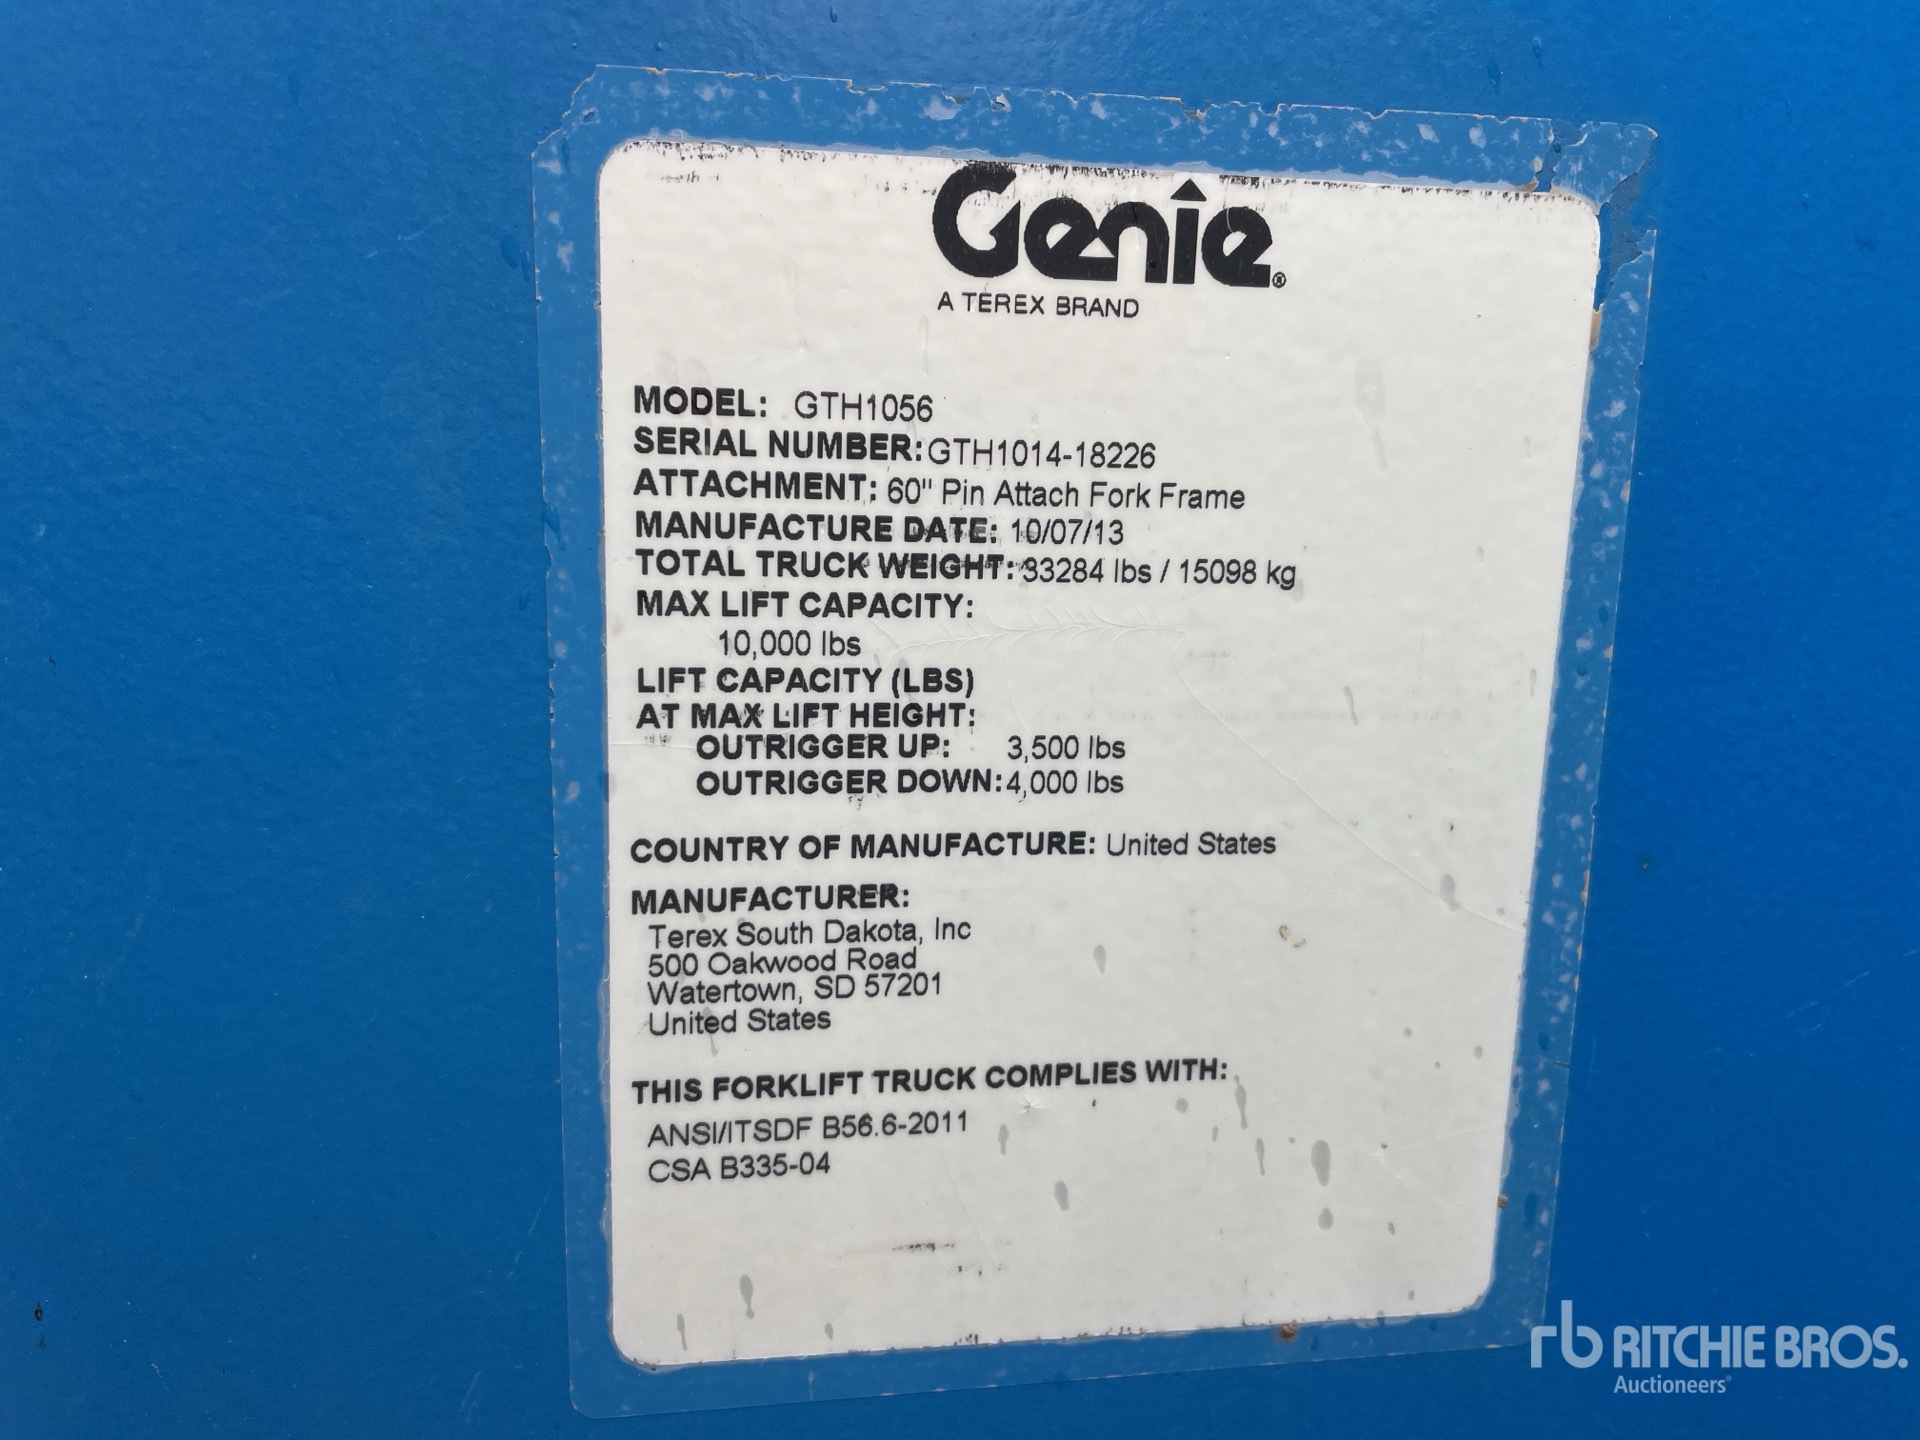 Genie®
A TEREX BRAND
MODEL: GTH1056
SERIAL NUMBER: GTH1014-18226
ATTACHMENT: 60" Pin Attach Fork Frame
MANUFACTURE DATE: 10/07/13
TOTAL TRUCK WEIGHT: 33284 lbs / 15098 kg
MAX LIFT CAPACITY:
10,000 lbs
LIFT CAPACITY (LBS)
AT MAX LIFT HEIGHT:
OUTRIGGER UP: 3,500 lbs
OUTRIGGER DOWN: 4,000 lbs
COUNTRY OF MANUFACTURE: United States
MANUFACTURER:
Terex South Dakota, Inc
500 Oakwood Road
Watertown, SD 57201
United States
THIS FORKLIFT TRUCK COMPLIES WITH:
ANSI/ITSDF B56.6-2011
CSA B335-04
rb RITCHIE BROS.
Auctioneers®